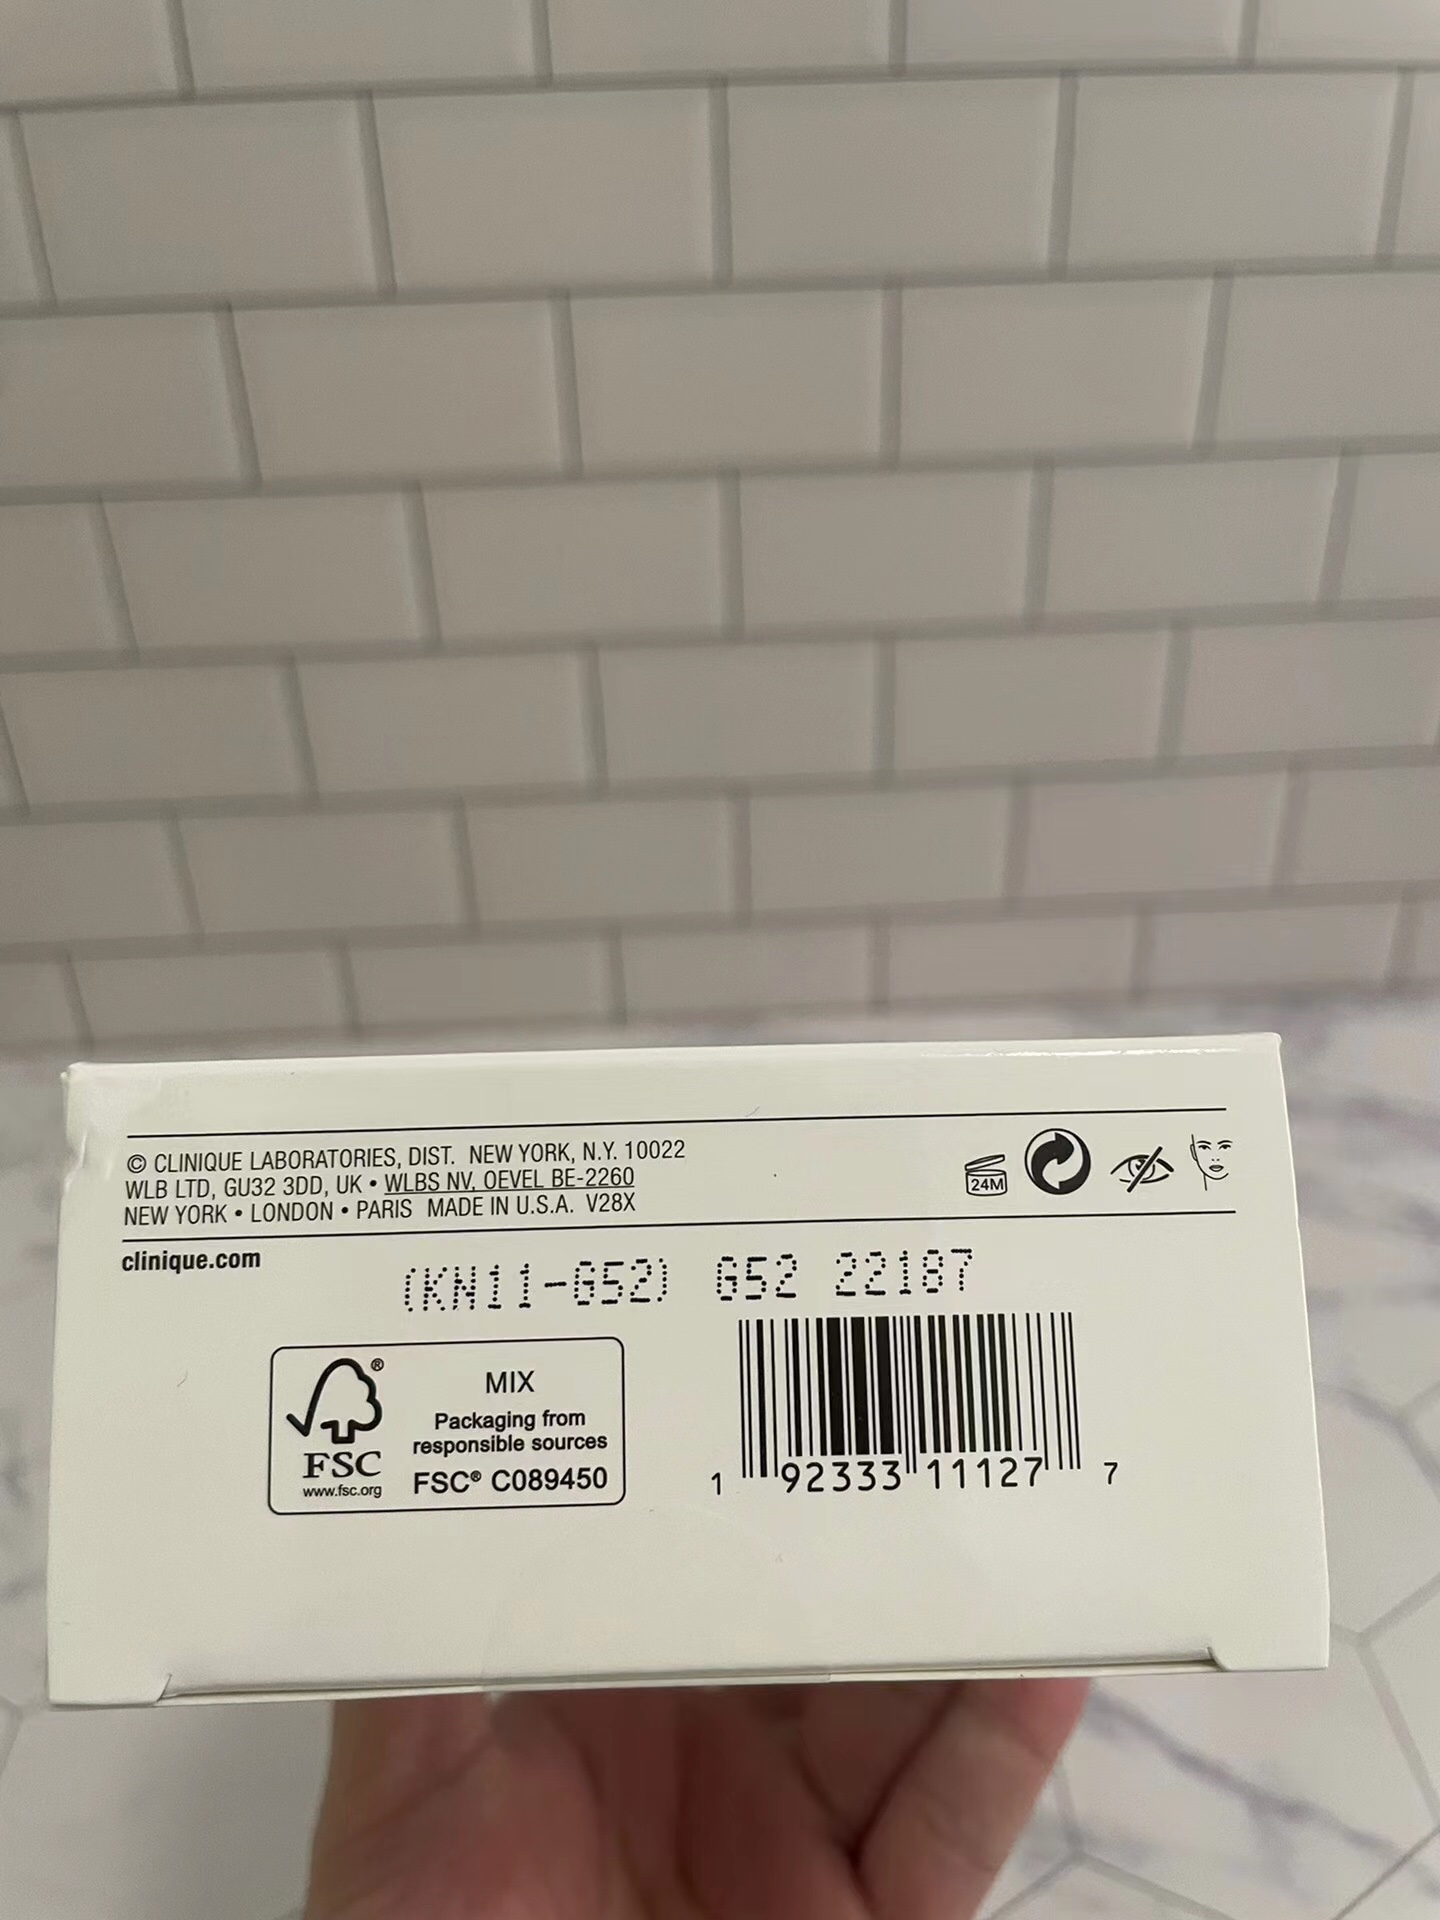 © CLINIQUE LABORATORIES, DIST. NEW YORK, N.Y. 10022
WLB LTD, GU32 3DD, UK • WLBS NV, OEVEL BE-2260
NEW YORK • LONDON • PARIS MADE IN U.S.A. V28X
24M
clinique.com
(KN11-G52) G52 22187
®
FSC
www.fsc.org
MIX
Packaging from
responsible sources
FSC® C089450
1 92333 11127 7